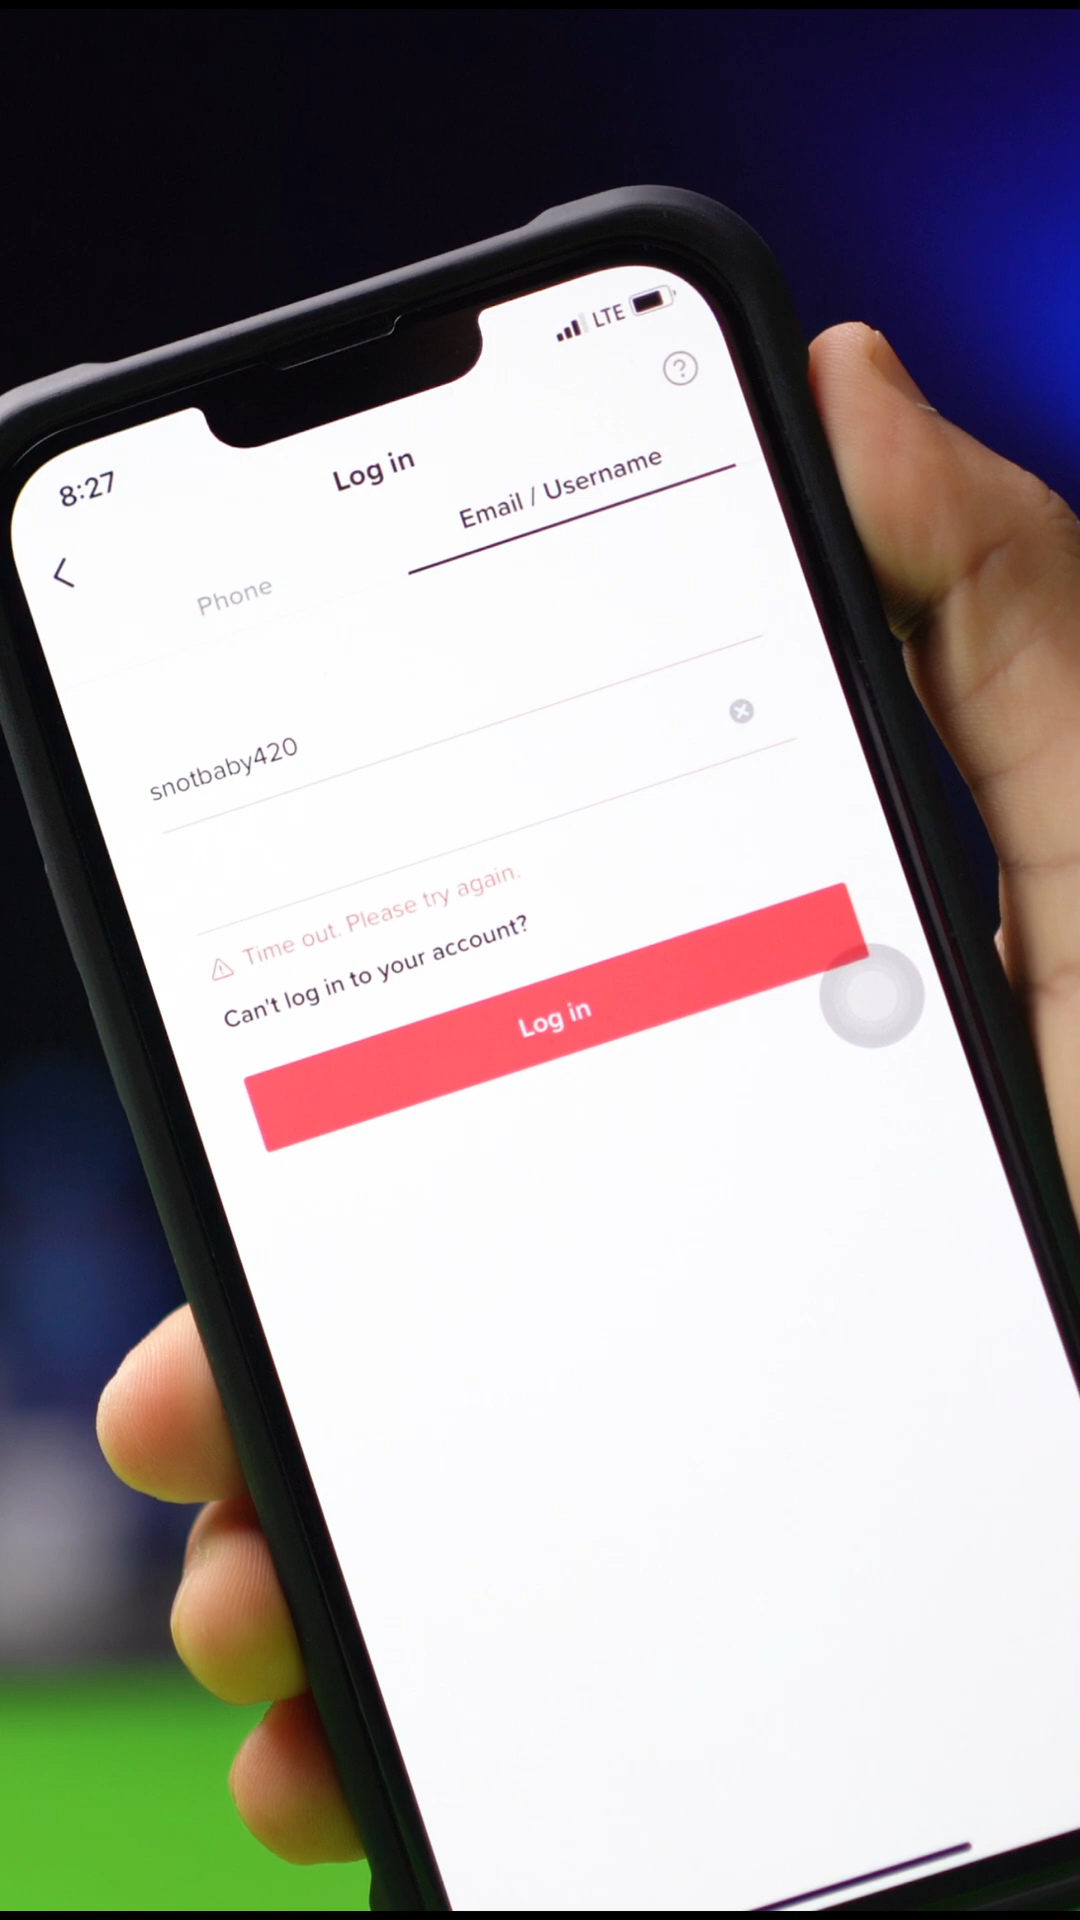 8:27
LTE
?
Log in
Phone
Email / Username
snotbaby420
Time out. Please try again.
Can't log in to your account?
Log in